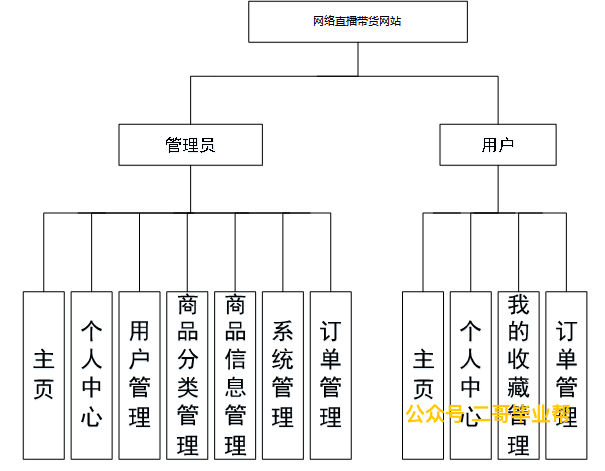 网络直播带货网站
管理员
用户
主页
个人中心
用户管理
商品分类管理
商品信息管理
系统管理
订单管理
主页
个人中心
我的收藏管理
订单管理
公众号 二哥毕业帮